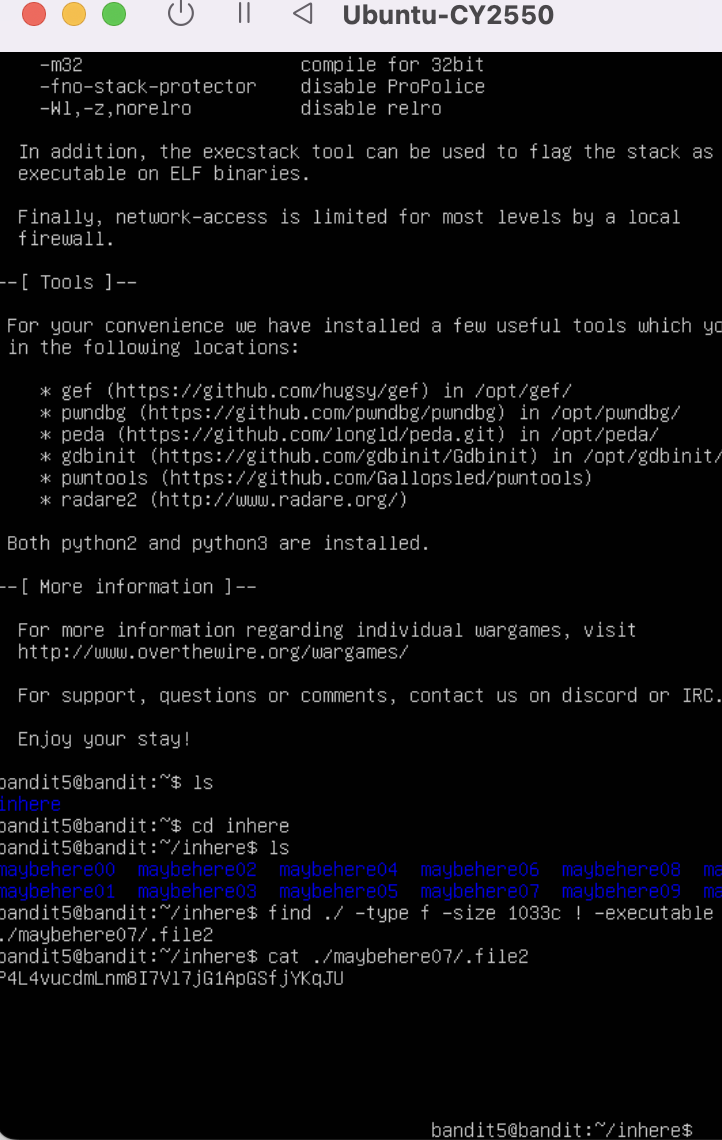 Ubuntu-CY2550
-m32 compile for 32bit
-fno-stack-protector disable ProPolice
-Wl,-z,norelro disable relro
In addition, the execstack tool can be used to flag the stack as
executable on ELF binaries.
Finally, network-access is limited for most levels by a local
firewall.
--[ Tools ]--
For your convenience we have installed a few useful tools which yo
in the following locations:
* gef (https://github.com/hugsy/gef) in /opt/gef/
* pwndbg (https://github.com/pwndbg/pwndbg) in /opt/pwndbg/
* peda (https://github.com/longld/peda.git) in /opt/peda/
* gdbinit (https://github.com/gdbinit/Gdbinit) in /opt/gdbinit/
* pwntools (https://github.com/Gallopsled/pwntools)
* radare2 (http://www.radare.org/)
Both python2 and python3 are installed.
--[ More information ]--
For more information regarding individual wargames, visit
http://www.overthewire.org/wargames/
For support, questions or comments, contact us on discord or IRC.
Enjoy your stay!
bandit5@bandit:~$ ls
inhere
bandit5@bandit:~$ cd inhere
bandit5@bandit:~/inhere$ ls
maybehere00 maybehere02 maybehere04 maybehere06 maybehere08 ma
maybehere01 maybehere03 maybehere05 maybehere07 maybehere09 ma
bandit5@bandit:~/inhere$ find ./ -type f -size 1033c ! -executable
./maybehere07/.file2
bandit5@bandit:~/inhere$ cat ./maybehere07/.file2
P4L4vucdmLnm8I7Vl7jG1ApGSfjYKqJU
bandit5@bandit:~/inhere$